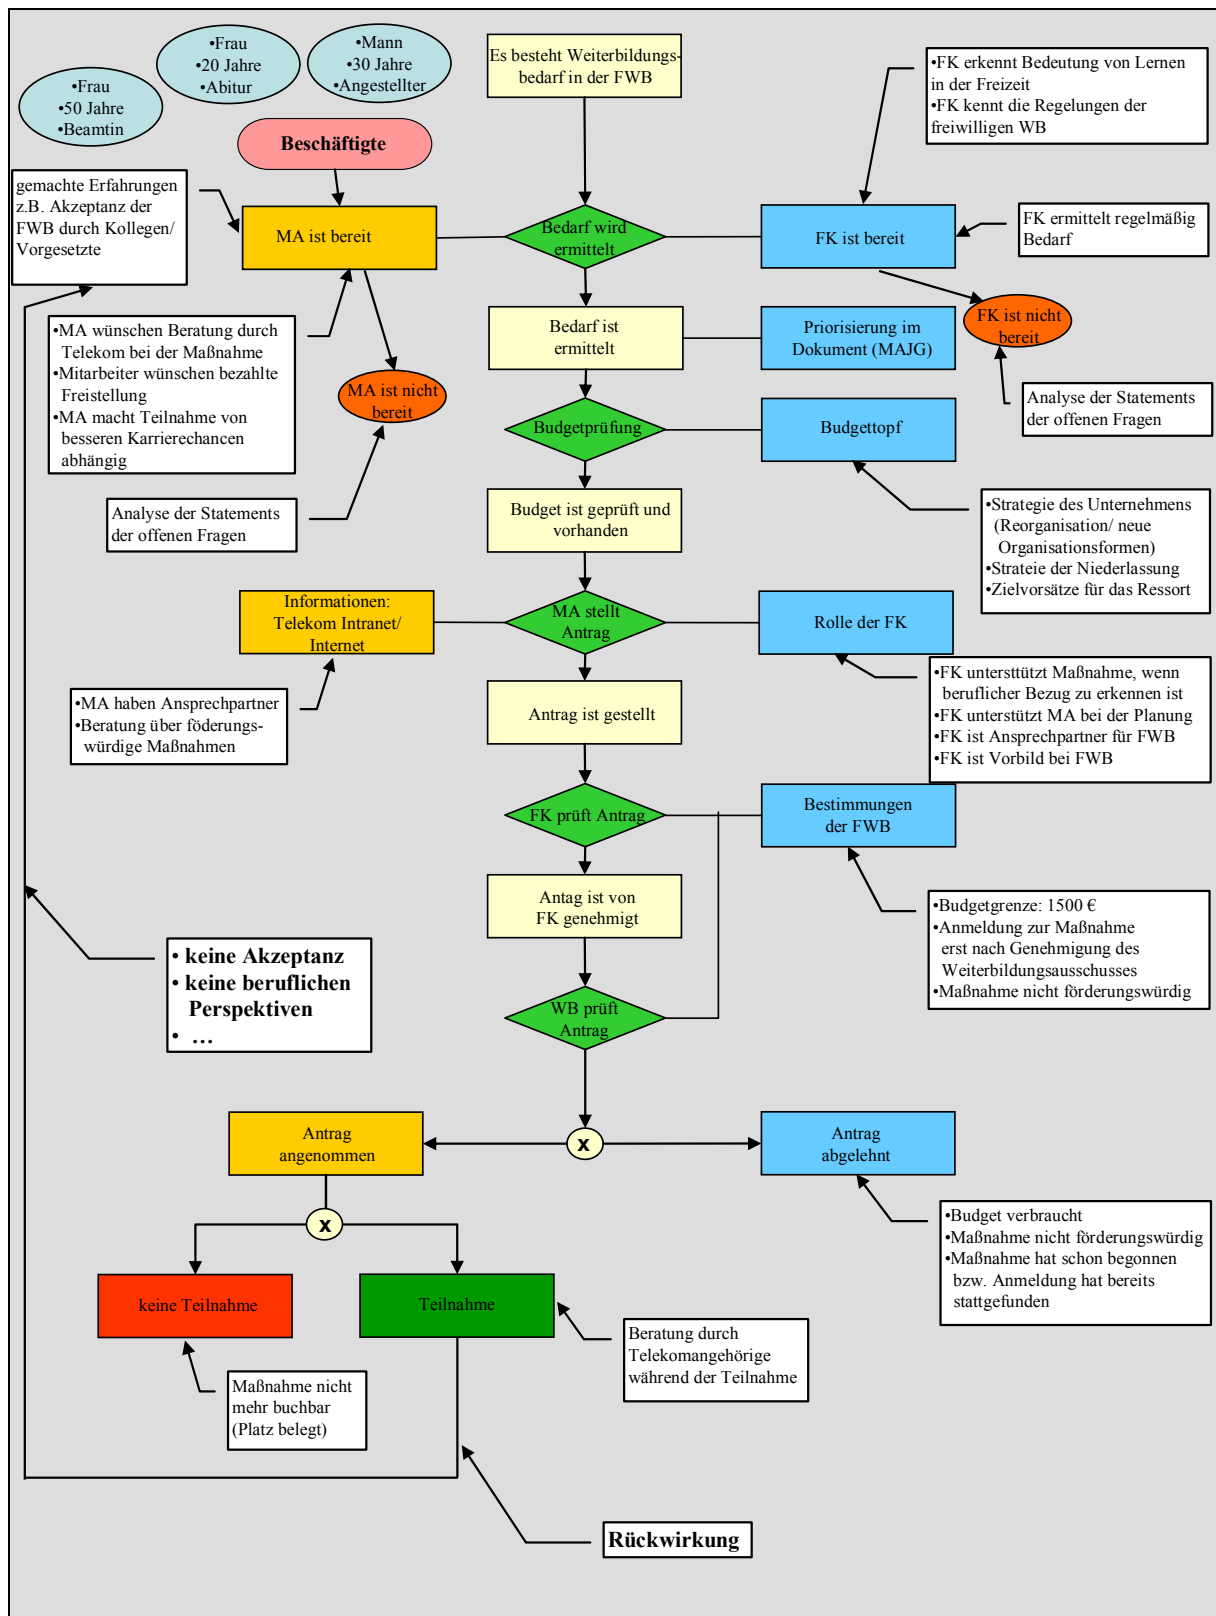 •Frau
•20 Jahre
•Abitur
•Mann
•30 Jahre
•Angestellter
•Frau
•50 Jahre
•Beamtin
Es besteht Weiterbildungs-
bedarf in der FWB
•FK erkennt Bedeutung von Lernen
in der Freizeit
•FK kennt die Regelungen der
freiwilligen WB
Beschäftigte
gemachte Erfahrungen
z.B. Akzeptanz der
FWB durch Kollegen/
Vorgesetzte
MA ist bereit
Bedarf wird
ermittelt
FK ist bereit
FK ermittelt regelmäßig
Bedarf
•MA wünschen Beratung durch
Telekom bei der Maßnahme
•Mitarbeiter wünschen bezahlte
Freistellung
•MA macht Teilnahme von
besseren Karrierechancen
abhängig
MA ist nicht
bereit
Bedarf ist
ermittelt
Priorisierung im
Dokument (MAJG)
FK ist nicht
bereit
Analyse der Statements
der offenen Fragen
Budgetprüfung
Budgettopf
Analyse der Statements
der offenen Fragen
Budget ist geprüft und
vorhanden
•Strategie des Unternehmens
(Reorganisation/ neue
Organisationsformen)
•Strateie der Niederlassung
•Zielvorsätze für das Ressort
Informationen:
Telekom Intranet/
Internet
MA stellt
Antrag
Rolle der FK
•MA haben Ansprechpartner
•Beratung über föderungs-
würdige Maßnahmen
Antrag ist gestellt
•FK untersttützt Maßnahme, wenn
beruflicher Bezug zu erkennen ist
•FK unterstützt MA bei der Planung
•FK ist Ansprechpartner für FWB
•FK ist Vorbild bei FWB
FK prüft Antrag
Bestimmungen
der FWB
Antag ist von
FK genehmigt
•Budgetgrenze: 1500 €
•Anmeldung zur Maßnahme
erst nach Genehmigung des
Weiterbildungsausschusses
•Maßnahme nicht förderungswürdig
• keine Akzeptanz
• keine beruflichen
Perspektiven
• ...
WB prüft
Antrag
Antrag
angenommen
x
Antrag
abgelehnt
x
•Budget verbraucht
•Maßnahme nicht förderungswürdig
•Maßnahme hat schon begonnen
bzw. Anmeldung hat bereits
stattgefunden
keine Teilnahme
Teilnahme
Beratung durch
Telekomangehörige
während der Teilnahme
Maßnahme nicht
mehr buchbar
(Platz belegt)
Rückwirkung